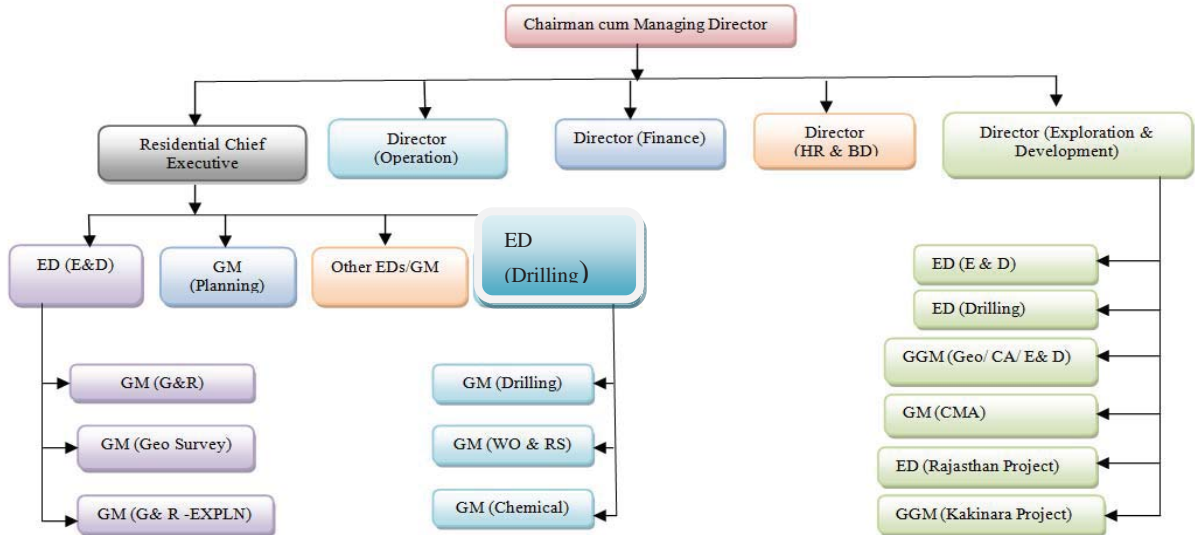 Chairman cum Managing Director
Residential Chief
Executive
Director
(Operation)
Director (Finance)
Director
(HR & BD)
Director (Exploration &
Development)
ED (E&D)
GM
(Planning)
Other EDs/GM
ED
(Drilling)
GM (G&R)
GM (Geo Survey)
GM (G& R -EXPLN)
GM (Drilling)
GM (WO & RS)
GM (Chemical)
ED (E & D)
ED (Drilling)
GGM (Geo/ CA/ E& D)
GM (CMA)
ED (Rajasthan Project)
GGM (Kakinara Project)